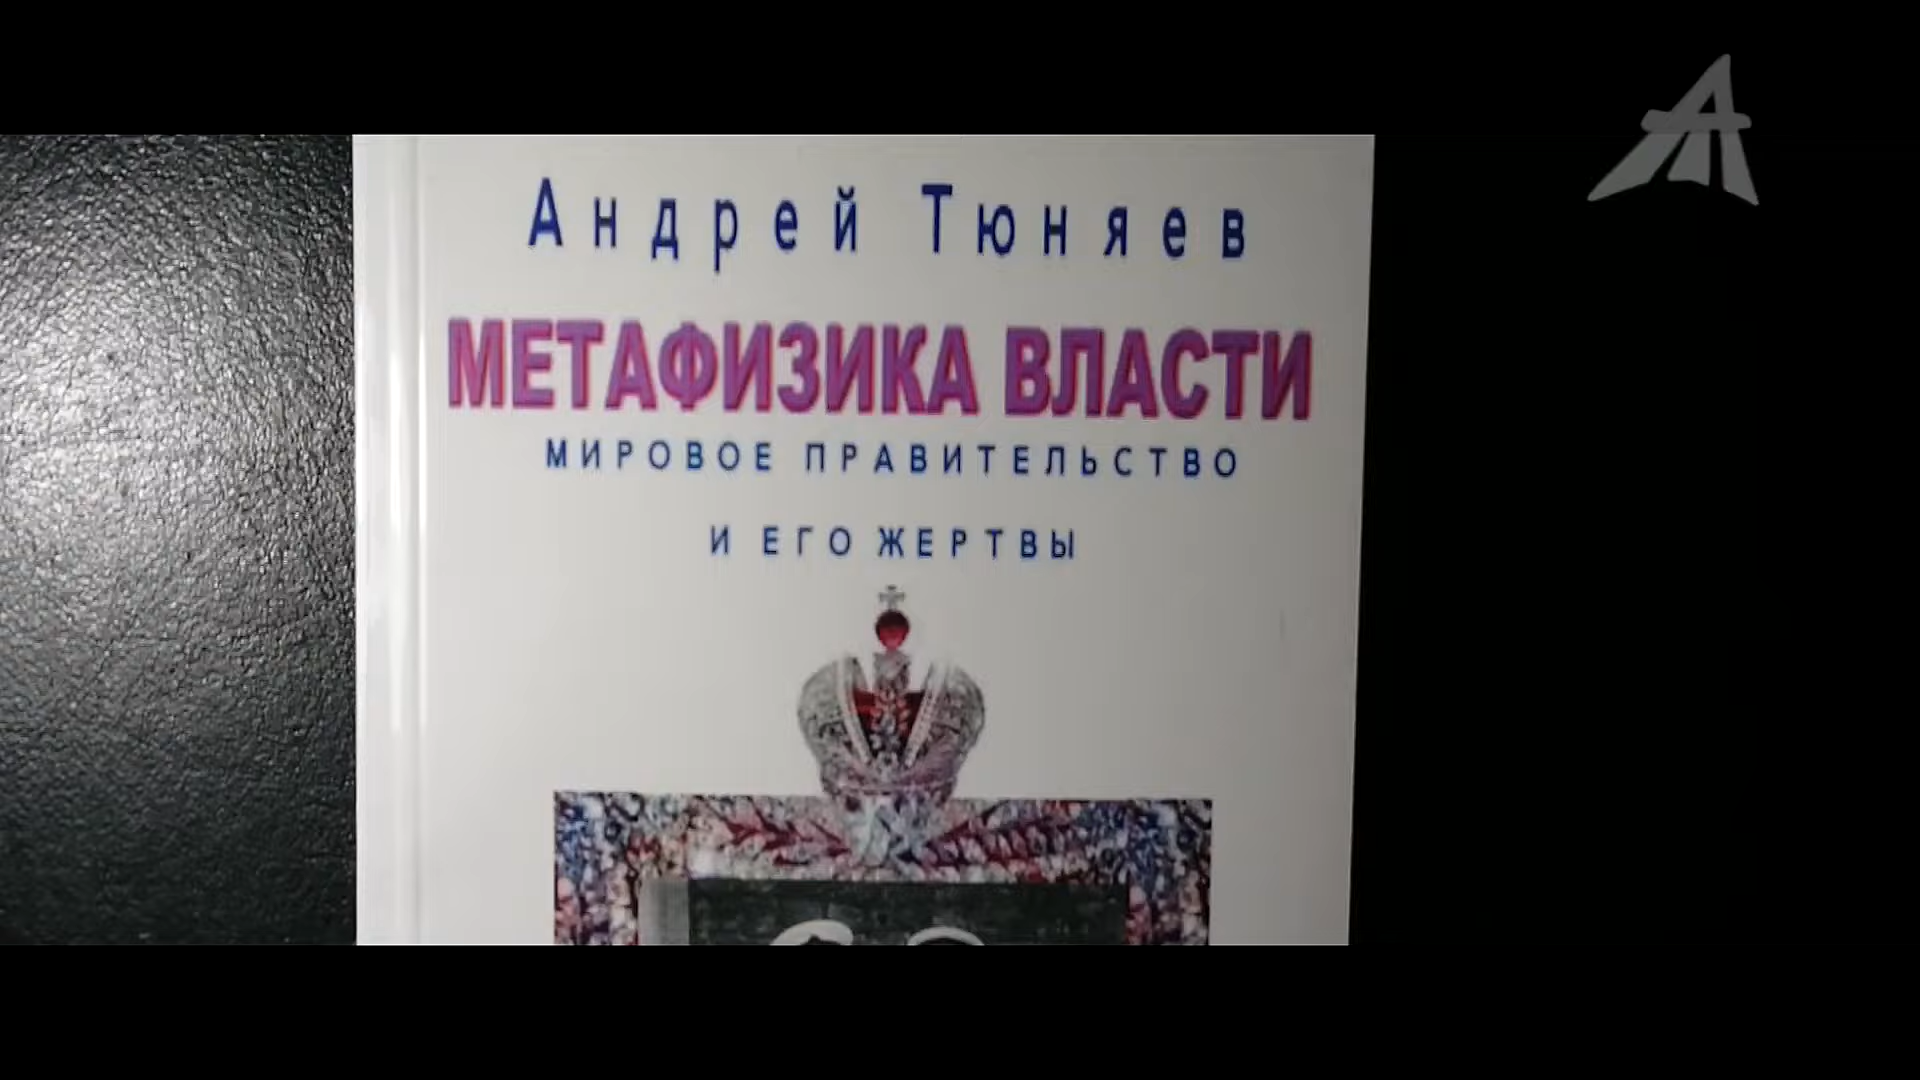 Андрей Тюняев
МЕТАФИЗИКА ВЛАСТИ
МИРОВОЕ ПРАВИТЕЛЬСТВО
И ЕГО ЖЕРТВЫ